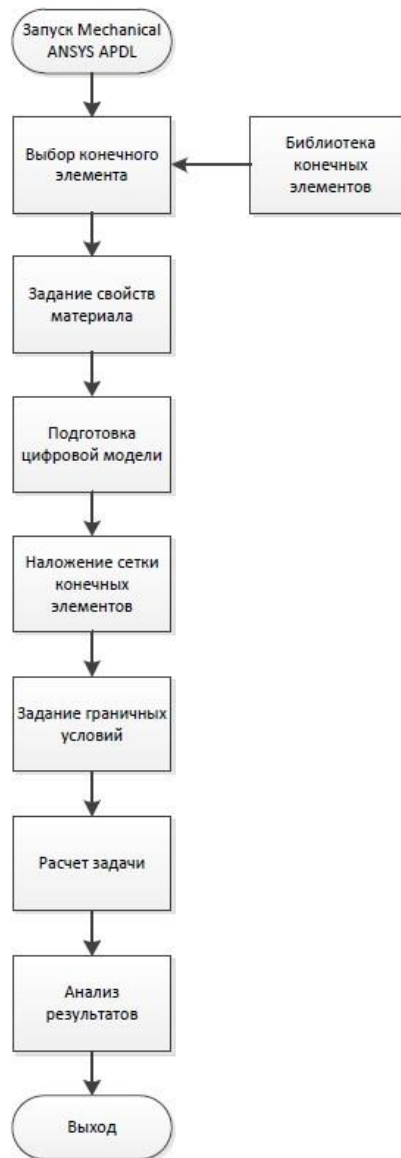 Запуск Mechanical
ANSYS APDL
Выбор конечного
элемента
Библиотека
конечных
элементов
Задание свойств
материала
Подготовка
цифровой модели
Наложение сетки
конечных
элементов
Задание граничных
условий
Расчет задачи
Анализ
результатов
Выход